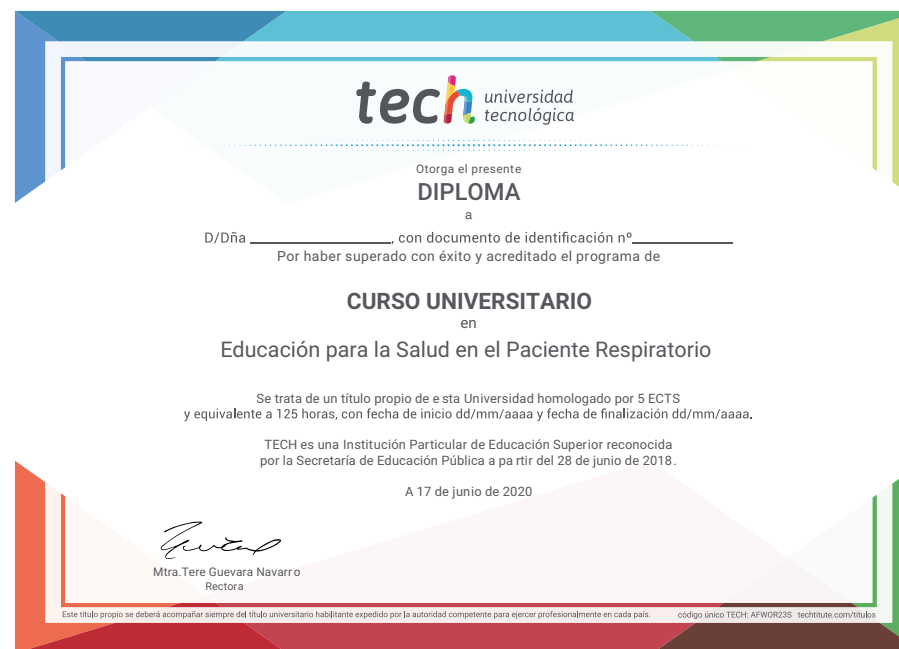 tech universidad
tecnológica
Otorga el presente
DIPLOMA
a
D/Dña ____________________, con documento de identificación nº______________
Por haber superado con éxito y acreditado el programa de
CURSO UNIVERSITARIO
en
Educación para la Salud en el Paciente Respiratorio
Se trata de un título propio de e sta Universidad homologado por 5 ECTS
y equivalente a 125 horas, con fecha de inicio dd/mm/aaaa y fecha de finalización dd/mm/aaaa.
TECH es una Institución Particular de Educación Superior reconocida
por la Secretaría de Educación Pública a pa rtir del 28 de junio de 2018.
A 17 de junio de 2020
Mtra.Tere Guevara Navarro
Rectora
Este título propio se deberá acompañar siempre del título universitario habilitante expedido por la autoridad competente para ejercer profesionalmente en cada país. código único TECH: AFWOR23S techtitute.com/titulos